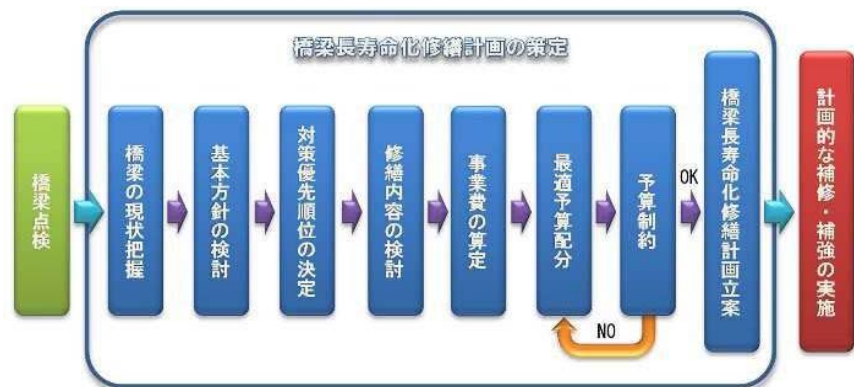 橋梁長寿命化修繕計画の策定
橋梁点検
橋梁の現状把握
基本方針の検討
対策優先順位の決定
修繕内容の検討
事業費の算定
最適予算配分
予算制約
OK
NO
橋梁長寿命化修繕計画立案
計画的な補修・補強の実施